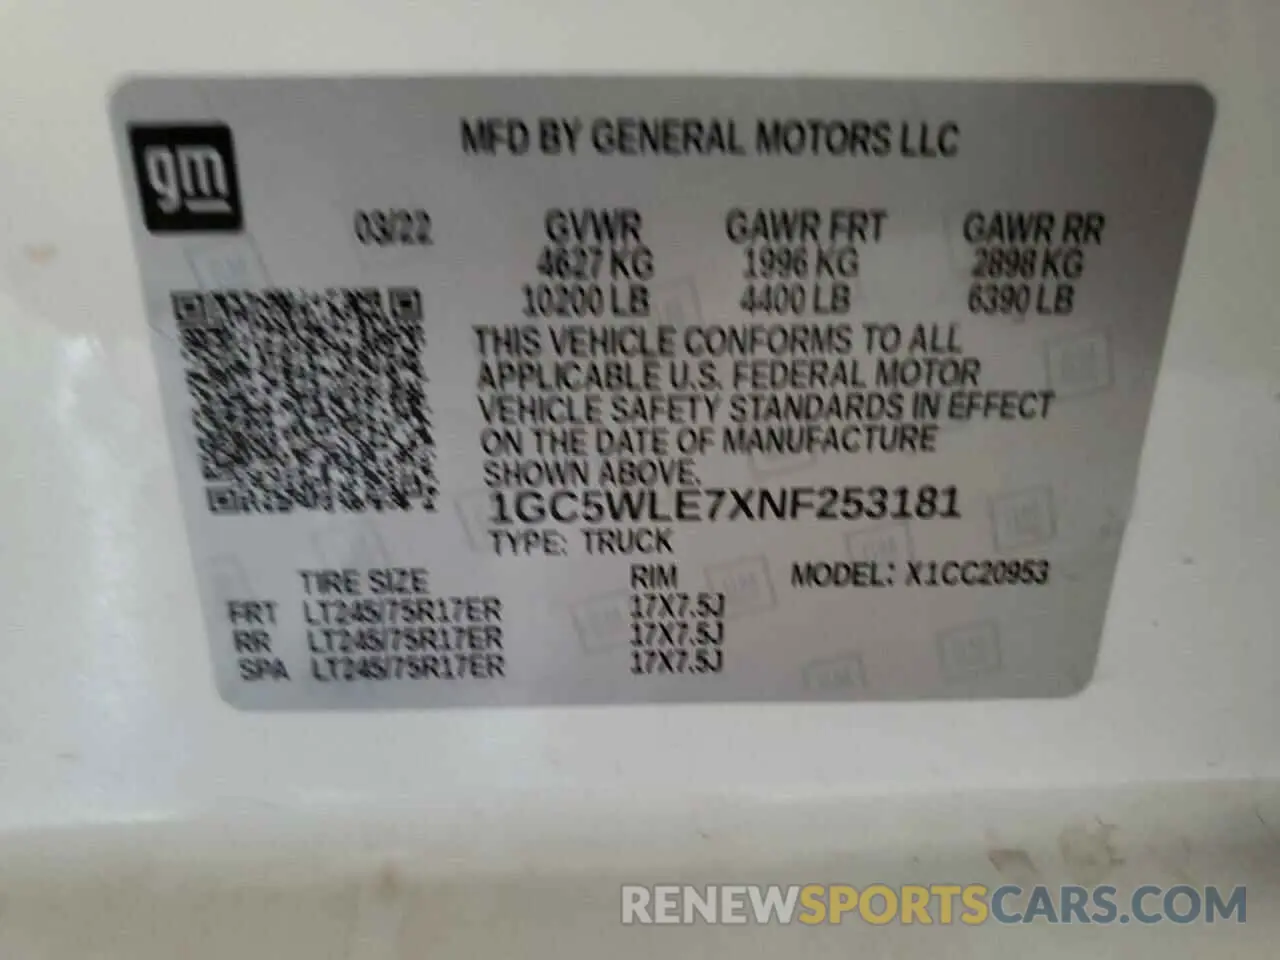 MFD BY GENERAL MOTORS LLC
gm
03/22 GVWR GAWR FRT GAWR RR
4627 KG 1996 KG 2898 KG
10200 LB 4400 LB 6390 LB
THIS VEHICLE CONFORMS TO ALL
APPLICABLE U.S. FEDERAL MOTOR
VEHICLE SAFETY STANDARDS IN EFFECT
ON THE DATE OF MANUFACTURE
SHOWN ABOVE.
1GC5WLE7XNF253181
TYPE: TRUCK
TIRE SIZE RIM MODEL: X1CC20953
FRT LT245/75R17ER 17X7.5J
RR LT245/75R17ER 17X7.5J
SPA LT245/75R17ER 17X7.5J
RENEWSPORTSCARS.COM